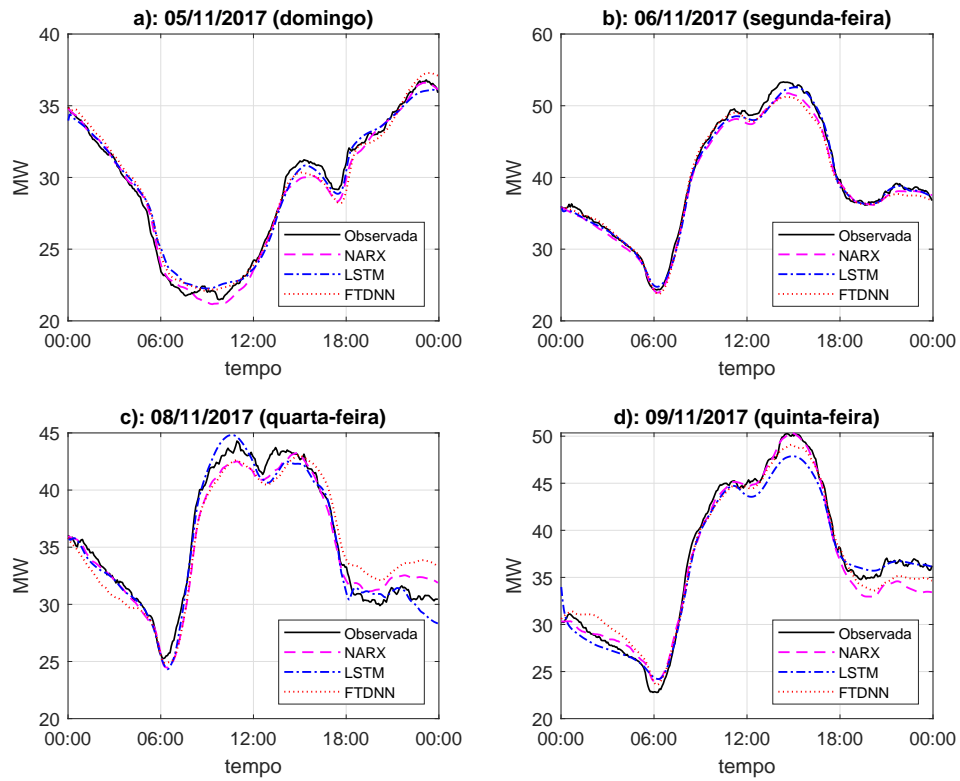 a): 05/11/2017 (domingo)
40
35
30
25
20
MW
00:00 06:00 12:00 18:00 00:00
tempo
Observada
NARX
LSTM
FTDNN
b): 06/11/2017 (segunda-feira)
60
50
40
30
20
MW
00:00 06:00 12:00 18:00 00:00
tempo
Observada
NARX
LSTM
FTDNN
c): 08/11/2017 (quarta-feira)
45
40
35
30
25
20
MW
00:00 06:00 12:00 18:00 00:00
tempo
Observada
NARX
LSTM
FTDNN
d): 09/11/2017 (quinta-feira)
50
45
40
35
30
25
20
MW
00:00 06:00 12:00 18:00 00:00
tempo
Observada
NARX
LSTM
FTDNN